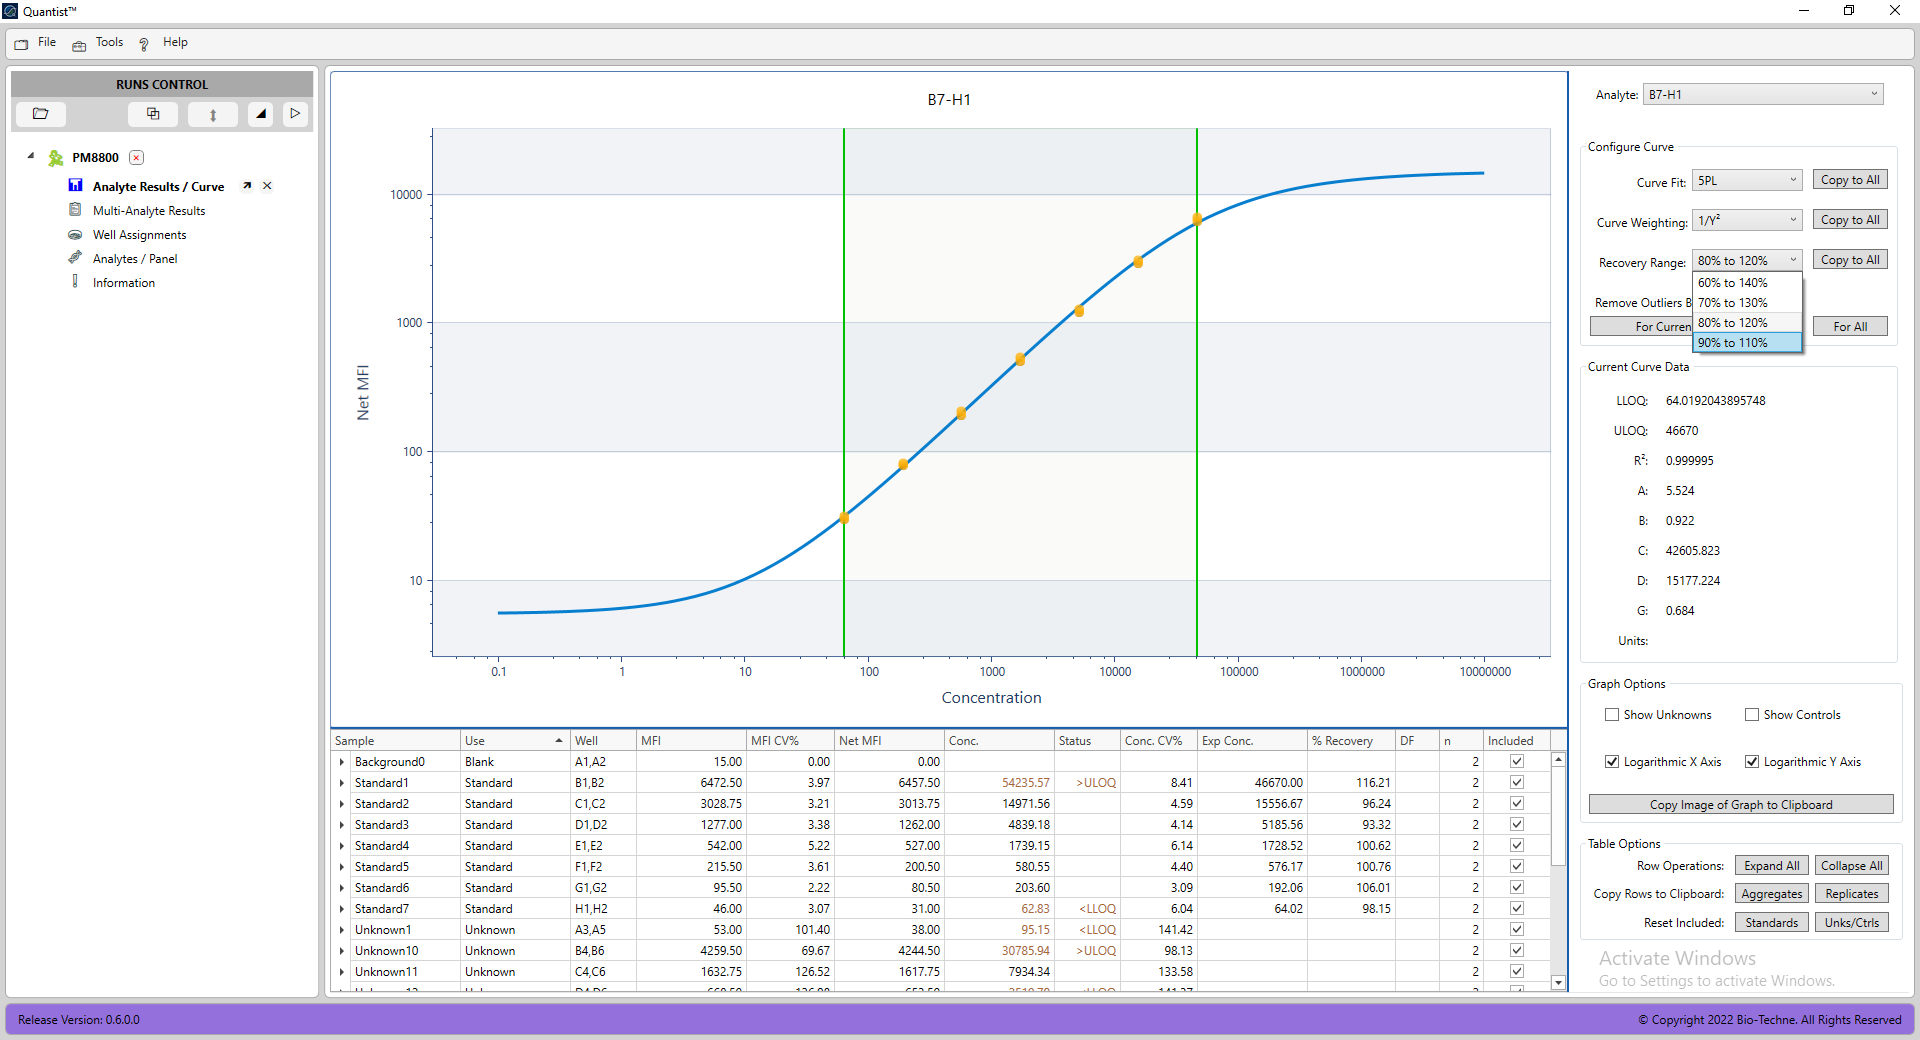 Quantist™
File Tools Help
RUNS CONTROL
PM8800
Analyte Results / Curve
Multi-Analyte Results
Well Assignments
Analytes / Panel
Information
B7-H1
10000
1000
100
10
Net MFI
0.1 1 10 100 1000 10000 100000 1000000 10000000
Concentration
Sample Use Well MFI MFI CV% Net MFI Conc. Status Conc. CV% Exp Conc. % Recovery DF n Included
Background0 Blank A1,A2 15.00 0.00 0.00 2
Standard1 Standard B1,B2 6472.50 3.97 6457.50 54235.57 >ULOQ 8.41 46670.00 116.21 2
Standard2 Standard C1,C2 3028.75 3.21 3013.75 14971.56 4.59 15556.67 96.24 2
Standard3 Standard D1,D2 1277.00 3.38 1262.00 4839.18 4.14 5185.56 93.32 2
Standard4 Standard E1,E2 542.00 5.22 527.00 1739.15 6.14 1728.52 100.62 2
Standard5 Standard F1,F2 215.50 3.61 200.50 580.55 4.40 576.17 100.76 2
Standard6 Standard G1,G2 95.50 2.22 80.50 203.60 3.09 192.06 106.01 2
Standard7 Standard H1,H2 46.00 3.07 31.00 62.83 <LLOQ 6.04 64.02 98.15 2
Unknown1 Unknown A3,A5 53.00 101.40 38.00 95.15 <LLOQ 141.42 2
Unknown10 Unknown B4,B6 4259.50 69.67 4244.50 30785.94 >ULOQ 98.13 2
Unknown11 Unknown C4,C6 1632.75 126.52 1617.75 7934.34 133.58 2
Analyte: B7-H1
Configure Curve
Curve Fit: 5PL Copy to All
Curve Weighting: 1/Y² Copy to All
Recovery Range: 80% to 120% Copy to All
60% to 140%
Remove Outliers B 70% to 130%
80% to 120%
For Curren For All
90% to 110%
Current Curve Data
LLOQ: 64.0192043895748
ULOQ: 46670
R²: 0.999995
A: 5.524
B: 0.922
C: 42605.823
D: 15177.224
G: 0.684
Units:
Graph Options
Show Unknowns Show Controls
Logarithmic X Axis Logarithmic Y Axis
Copy Image of Graph to Clipboard
Table Options
Row Operations: Expand All Collapse All
Copy Rows to Clipboard: Aggregates Replicates
Reset Included: Standards Unks/Ctrls
Activate Windows
Go to Settings to activate Windows.
Release Version: 0.6.0.0
© Copyright 2022 Bio-Techne. All Rights Reserved